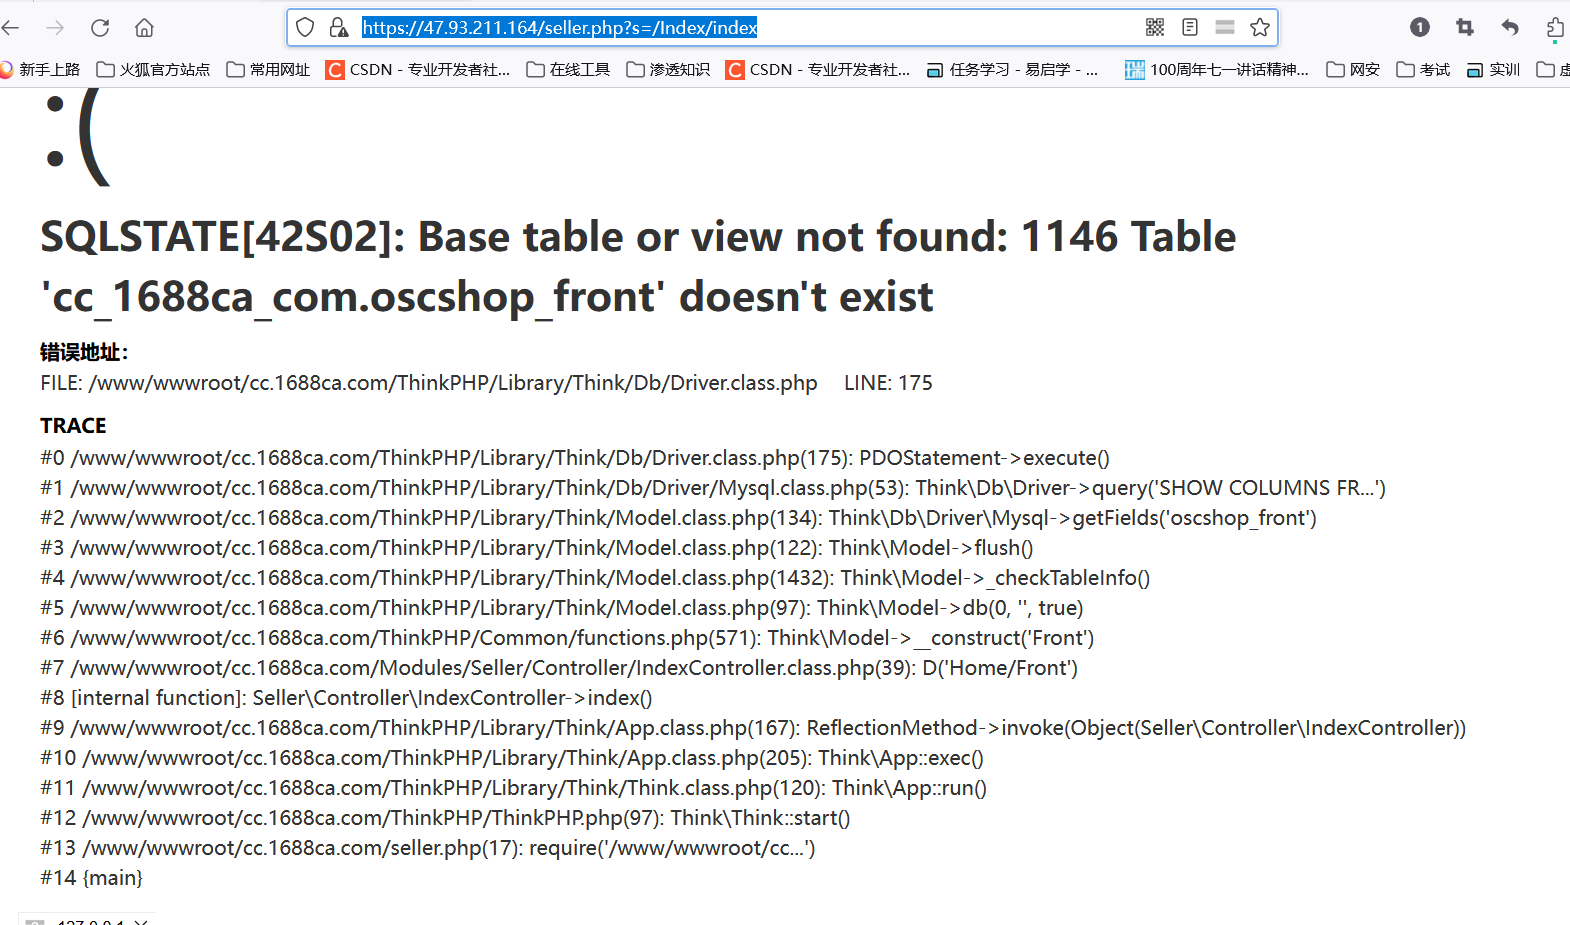 https://47.93.211.164/seller.php?s=/Index/index
1
新手上路 火狐官方站点 常用网址 CSDN - 专业开发者社... 在线工具 渗透知识 CSDN - 专业开发者社... 任务学习 - 易启学 - ... 100周年七一讲话精神... 网安 考试 实训
:(
SQLSTATE[42S02]: Base table or view not found: 1146 Table
'cc_1688ca_com.oscshop_front' doesn't exist
错误地址：
FILE: /www/wwwroot/cc.1688ca.com/ThinkPHP/Library/Think/Db/Driver.class.php LINE: 175
TRACE
#0 /www/wwwroot/cc.1688ca.com/ThinkPHP/Library/Think/Db/Driver.class.php(175): PDOStatement->execute()
#1 /www/wwwroot/cc.1688ca.com/ThinkPHP/Library/Think/Db/Driver/Mysql.class.php(53): Think\Db\Driver->query('SHOW COLUMNS FR...')
#2 /www/wwwroot/cc.1688ca.com/ThinkPHP/Library/Think/Model.class.php(134): Think\Db\Driver\Mysql->getFields('oscshop_front')
#3 /www/wwwroot/cc.1688ca.com/ThinkPHP/Library/Think/Model.class.php(122): Think\Model->flush()
#4 /www/wwwroot/cc.1688ca.com/ThinkPHP/Library/Think/Model.class.php(1432): Think\Model->_checkTableInfo()
#5 /www/wwwroot/cc.1688ca.com/ThinkPHP/Library/Think/Model.class.php(97): Think\Model->db(0, '', true)
#6 /www/wwwroot/cc.1688ca.com/ThinkPHP/Common/functions.php(571): Think\Model->__construct('Front')
#7 /www/wwwroot/cc.1688ca.com/Modules/Seller/Controller/IndexController.class.php(39): D('Home/Front')
#8 [internal function]: Seller\Controller\IndexController->index()
#9 /www/wwwroot/cc.1688ca.com/ThinkPHP/Library/Think/App.class.php(167): ReflectionMethod->invoke(Object(Seller\Controller\IndexController))
#10 /www/wwwroot/cc.1688ca.com/ThinkPHP/Library/Think/App.class.php(205): Think\App::exec()
#11 /www/wwwroot/cc.1688ca.com/ThinkPHP/Library/Think/Think.class.php(120): Think\App::run()
#12 /www/wwwroot/cc.1688ca.com/ThinkPHP/ThinkPHP.php(97): Think\Think::start()
#13 /www/wwwroot/cc.1688ca.com/seller.php(17): require('/www/wwwroot/cc...')
#14 {main}
127.0.0.1